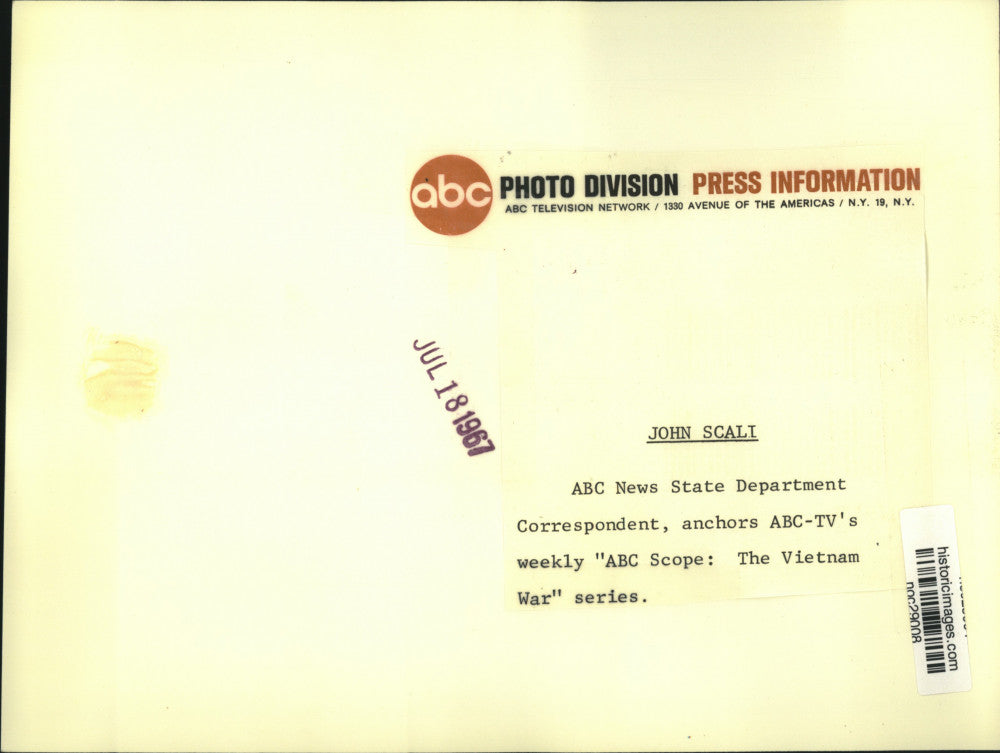 abc PHOTO DIVISION PRESS INFORMATION
ABC TELEVISION NETWORK / 1330 AVENUE OF THE AMERICAS / N.Y. 19, N.Y.
JUL 18 1967
JOHN SCALI
ABC News State Department
Correspondent, anchors ABC-TV's
weekly "ABC Scope: The Vietnam
War" series.
historicimages.com